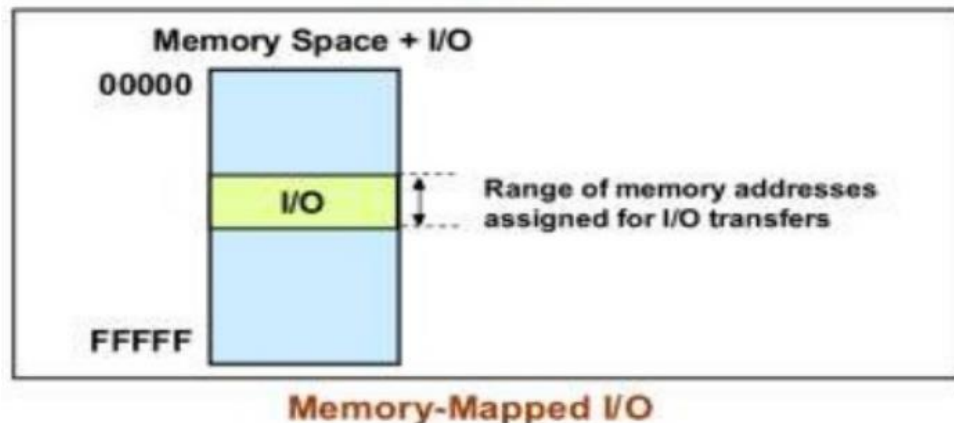 Memory Space + I/O
00000
I/O
Range of memory addresses
assigned for I/O transfers
FFFFF
Memory-Mapped I/O